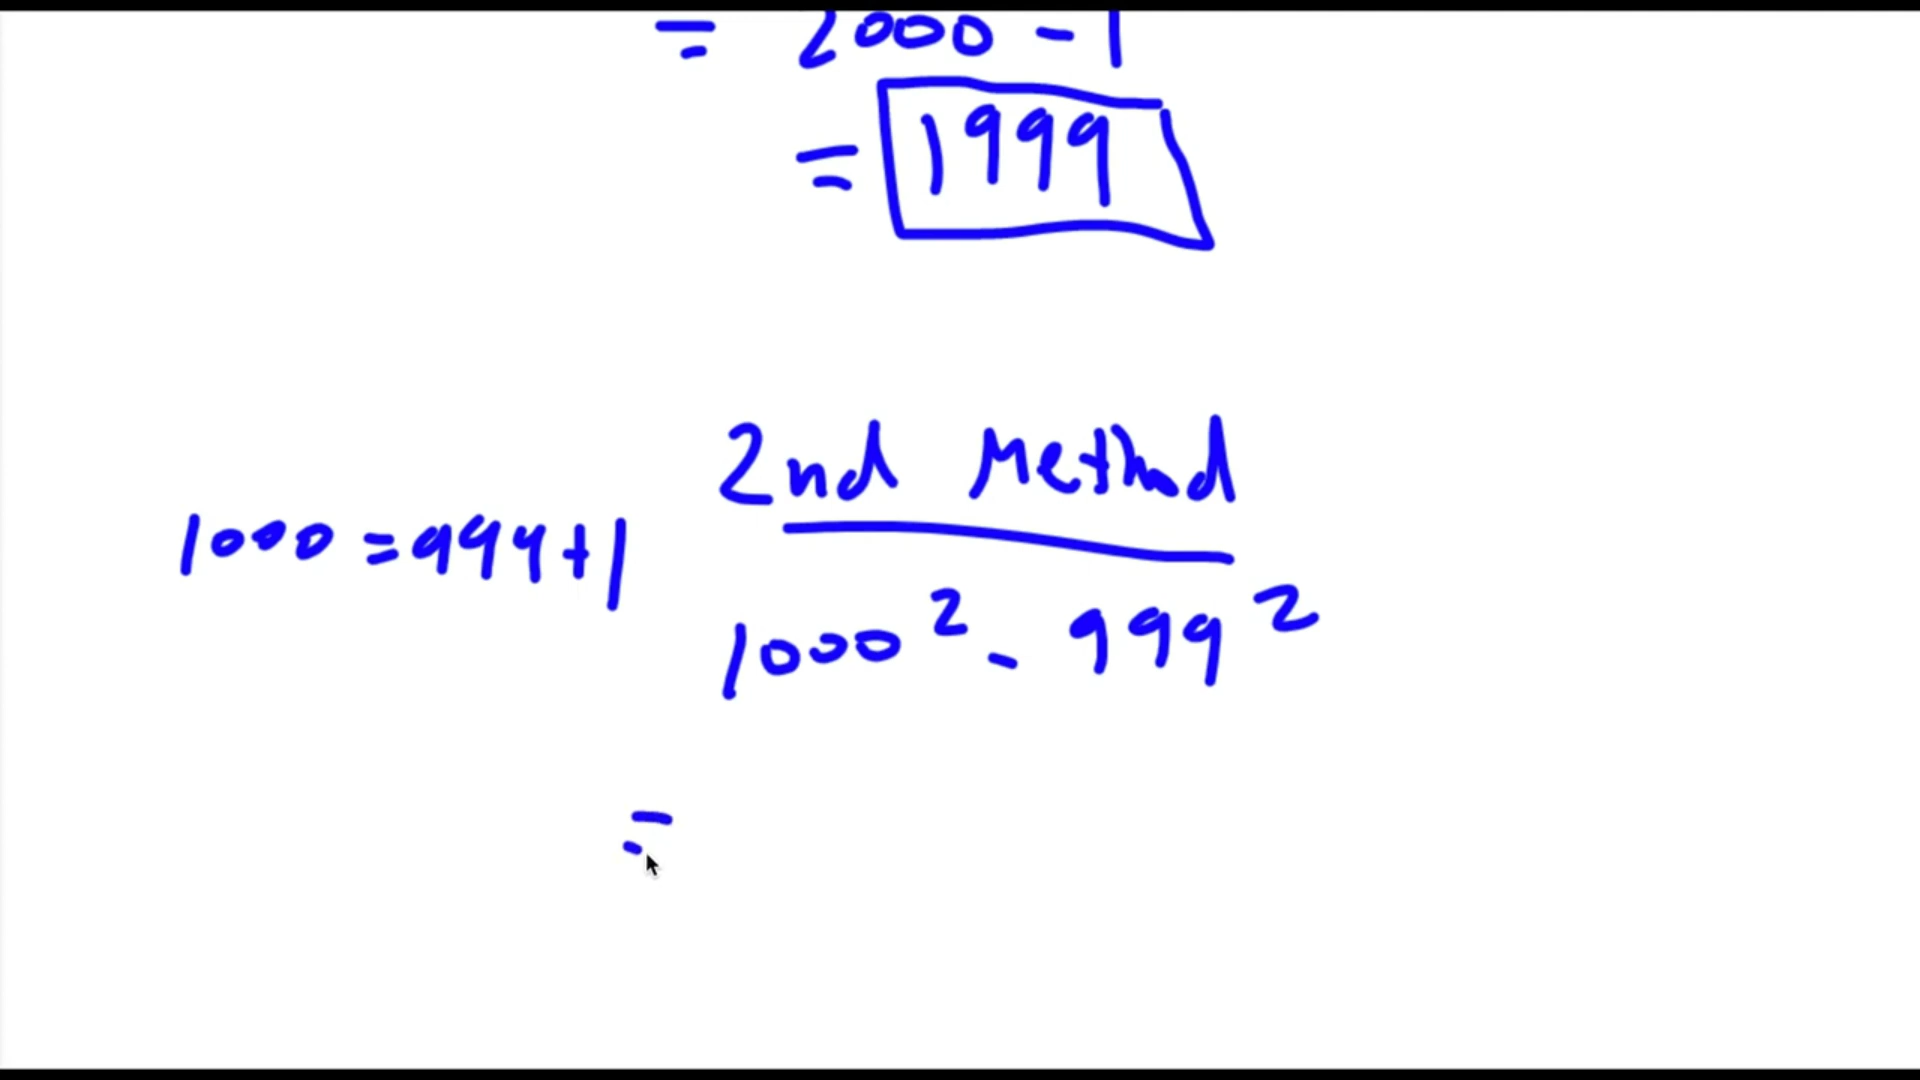 = 2000 - 1
= 1999
2nd Method
1000 = 999 + 1
1000² - 999²
=